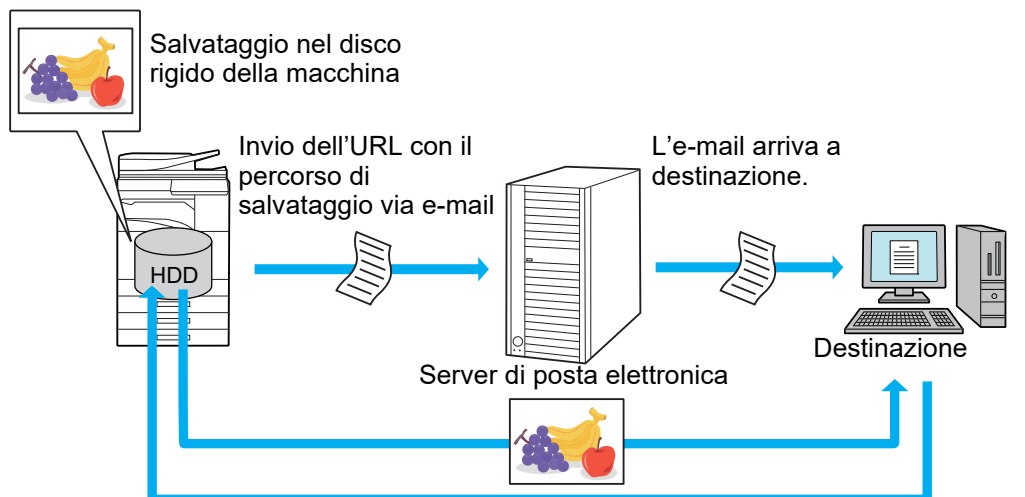 Salvataggio nel disco
rigido della macchina
Invio dell’URL con il
percorso di
salvataggio via e-mail
L’e-mail arriva a
destinazione.
HDD
Destinazione
Server di posta elettronica